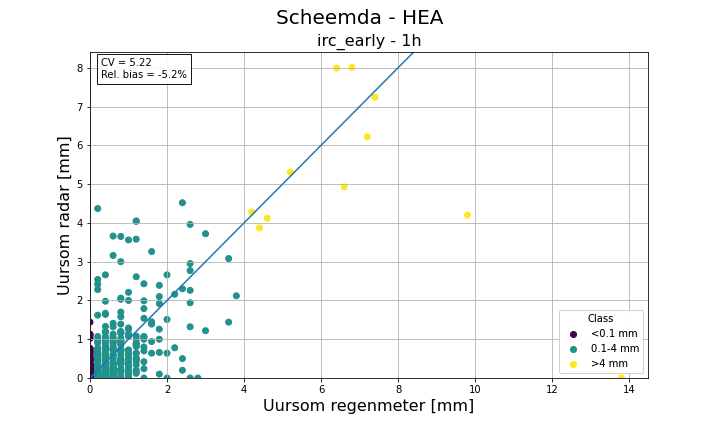 Scheemda - HEA
irc_early - 1h
CV = 5.22
Rel. bias = -5.2%
Uursom radar [mm]
8
7
6
5
4
3
2
1
0
Class
<0.1 mm
0.1-4 mm
>4 mm
0 2 4 6 8 10 12 14
Uursom regenmeter [mm]